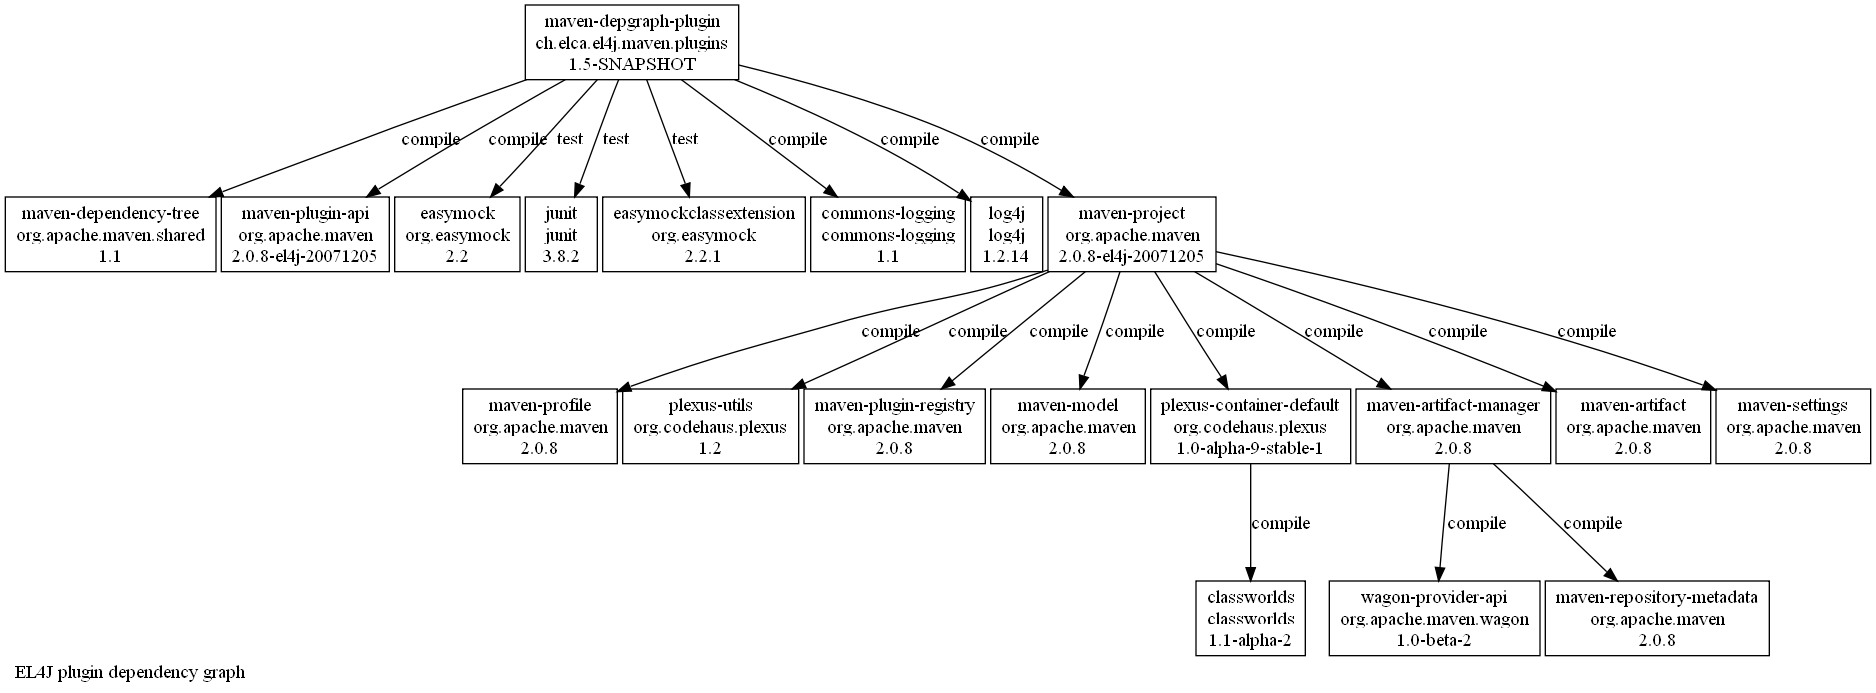 maven-depgraph-plugin
ch.elca.el4j.maven.plugins
1.5-SNAPSHOT
compile
compile
test
test
test
compile
compile
compile
maven-dependency-tree
org.apache.maven.shared
1.1
maven-plugin-api
org.apache.maven
2.0.8-el4j-20071205
easymock
org.easymock
2.2
junit
junit
3.8.2
easymockclassextension
org.easymock
2.2.1
commons-logging
commons-logging
1.1
log4j
log4j
1.2.14
maven-project
org.apache.maven
2.0.8-el4j-20071205
compile
compile
compile
compile
compile
compile
compile
compile
maven-profile
org.apache.maven
2.0.8
plexus-utils
org.codehaus.plexus
1.2
maven-plugin-registry
org.apache.maven
2.0.8
maven-model
org.apache.maven
2.0.8
plexus-container-default
org.codehaus.plexus
1.0-alpha-9-stable-1
maven-artifact-manager
org.apache.maven
2.0.8
maven-artifact
org.apache.maven
2.0.8
maven-settings
org.apache.maven
2.0.8
compile
compile
compile
classworlds
classworlds
1.1-alpha-2
wagon-provider-api
org.apache.maven.wagon
1.0-beta-2
maven-repository-metadata
org.apache.maven
2.0.8
EL4J plugin dependency graph